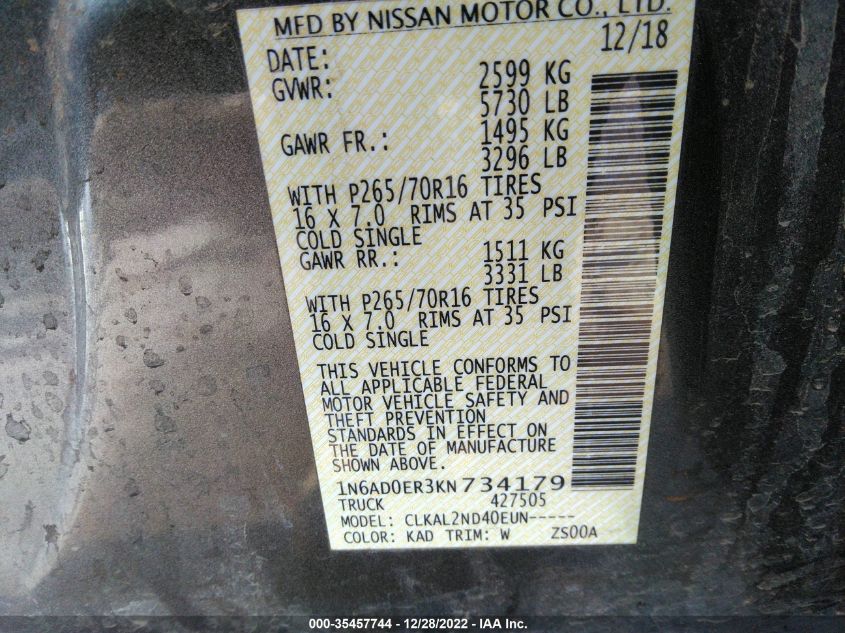 MFD BY NISSAN MOTOR CO., LTD.
DATE: 12/18
GVWR: 2599 KG
5730 LB
GAWR FR.: 1495 KG
3296 LB
WITH P265/70R16 TIRES
16 X 7.0 RIMS AT 35 PSI
COLD SINGLE
GAWR RR.: 1511 KG
3331 LB
WITH P265/70R16 TIRES
16 X 7.0 RIMS AT 35 PSI
COLD SINGLE
THIS VEHICLE CONFORMS TO
ALL APPLICABLE FEDERAL
MOTOR VEHICLE SAFETY AND
THEFT PREVENTION
STANDARDS IN EFFECT ON
THE DATE OF MANUFACTURE
SHOWN ABOVE.
1N6AD0ER3KN734179
TRUCK 427505
MODEL: CLKAL2ND40EUN-----
COLOR: KAD TRIM: W ZS00A
000-35457744 - 12/28/2022 - IAA Inc.